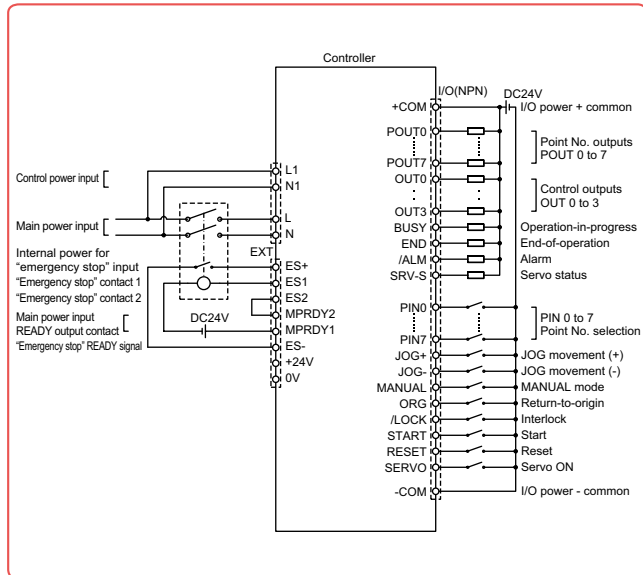 Controller
I/O(NPN)
DC24V
+COM
I/O power + common
POUT0
Point No. outputs
POUT 0 to 7
POUT7
OUT0
Control outputs
OUT 0 to 3
OUT3
BUSY
Operation-in-progress
END
End-of-operation
/ALM
Alarm
SRV-S
Servo status
PIN0
PIN 0 to 7
Point No. selection
PIN7
JOG+
JOG movement (+)
JOG-
JOG movement (-)
MANUAL
MANUAL mode
ORG
Return-to-origin
/LOCK
Interlock
START
Start
RESET
Reset
SERVO
Servo ON
-COM
I/O power - common
Control power input
L1
N1
Main power input
L
N
EXT
Internal power for
"emergency stop" input
ES+
"Emergency stop" contact 1
ES1
"Emergency stop" contact 2
ES2
Main power input
READY output contact
DC24V
MPRDY2
MPRDY1
"Emergency stop" READY signal
ES-
+24V
0V